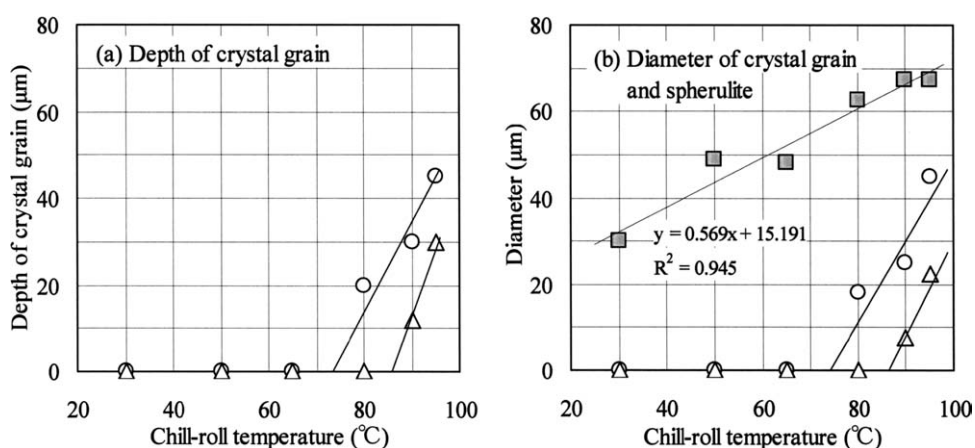 (a) Depth of crystal grain
Depth of crystal grain (μm)
80
60
40
20
0
20 40 60 80 100
Chill-roll temperature (℃)
(b) Diameter of crystal grain
and spherulite
Diameter (μm)
80
60
40
20
0
y = 0.569x + 15.191
R² = 0.945
20 40 60 80 100
Chill-roll temperature (℃)